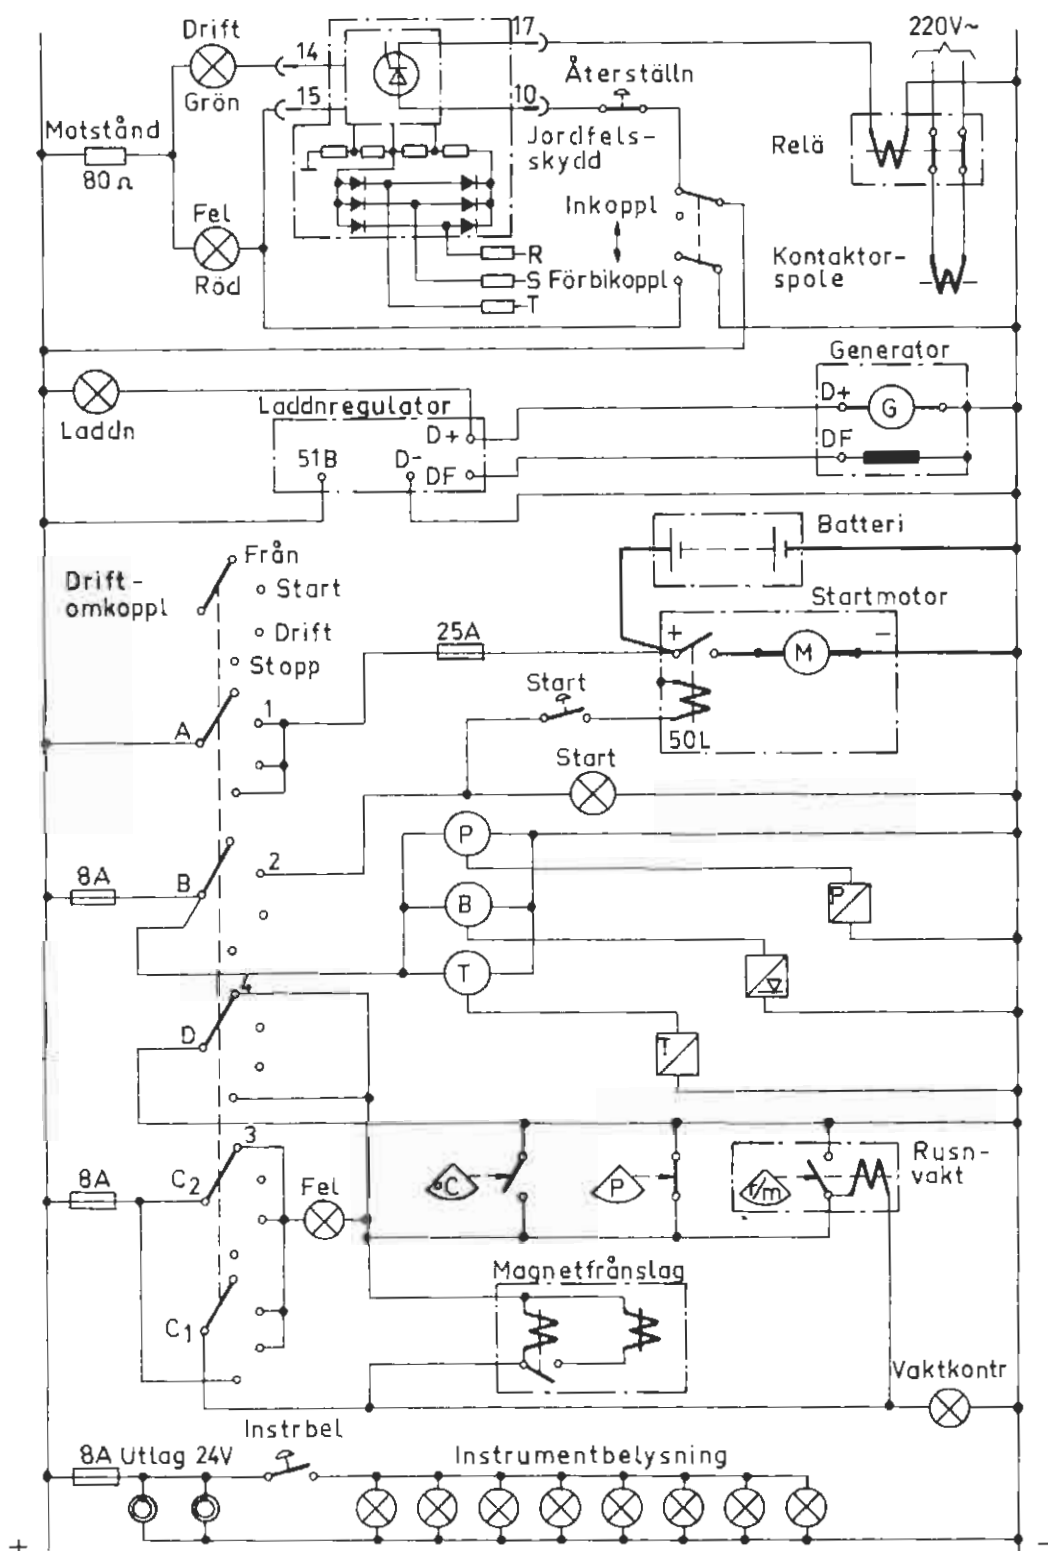 Drift
14
17
220V~
Grön
15
10
Återställn
Motstånd
80 Ω
Jordfels-
skydd
Relä
Fel
Röd
Inkoppl
Förbikoppl
R
S
T
Kontaktor-
spole
Generator
D+
G
DF
Laddn
Laddnregulator
D+
51B
D-
DF
Batteri
Från
Start
Drift
Stopp
Drift-
omkoppl
Startmotor
25A
+
M
-
Start
50L
A
1
Start
P
8A
B
2
P
B
T
4
D
T
3
8A
C2
Fel
°C
P
r/m
Rusn-
vakt
Magnetfrånslag
C1
Vaktkontr
Instrbel
8A Uttag 24V
Instrumentbelysning
+
-